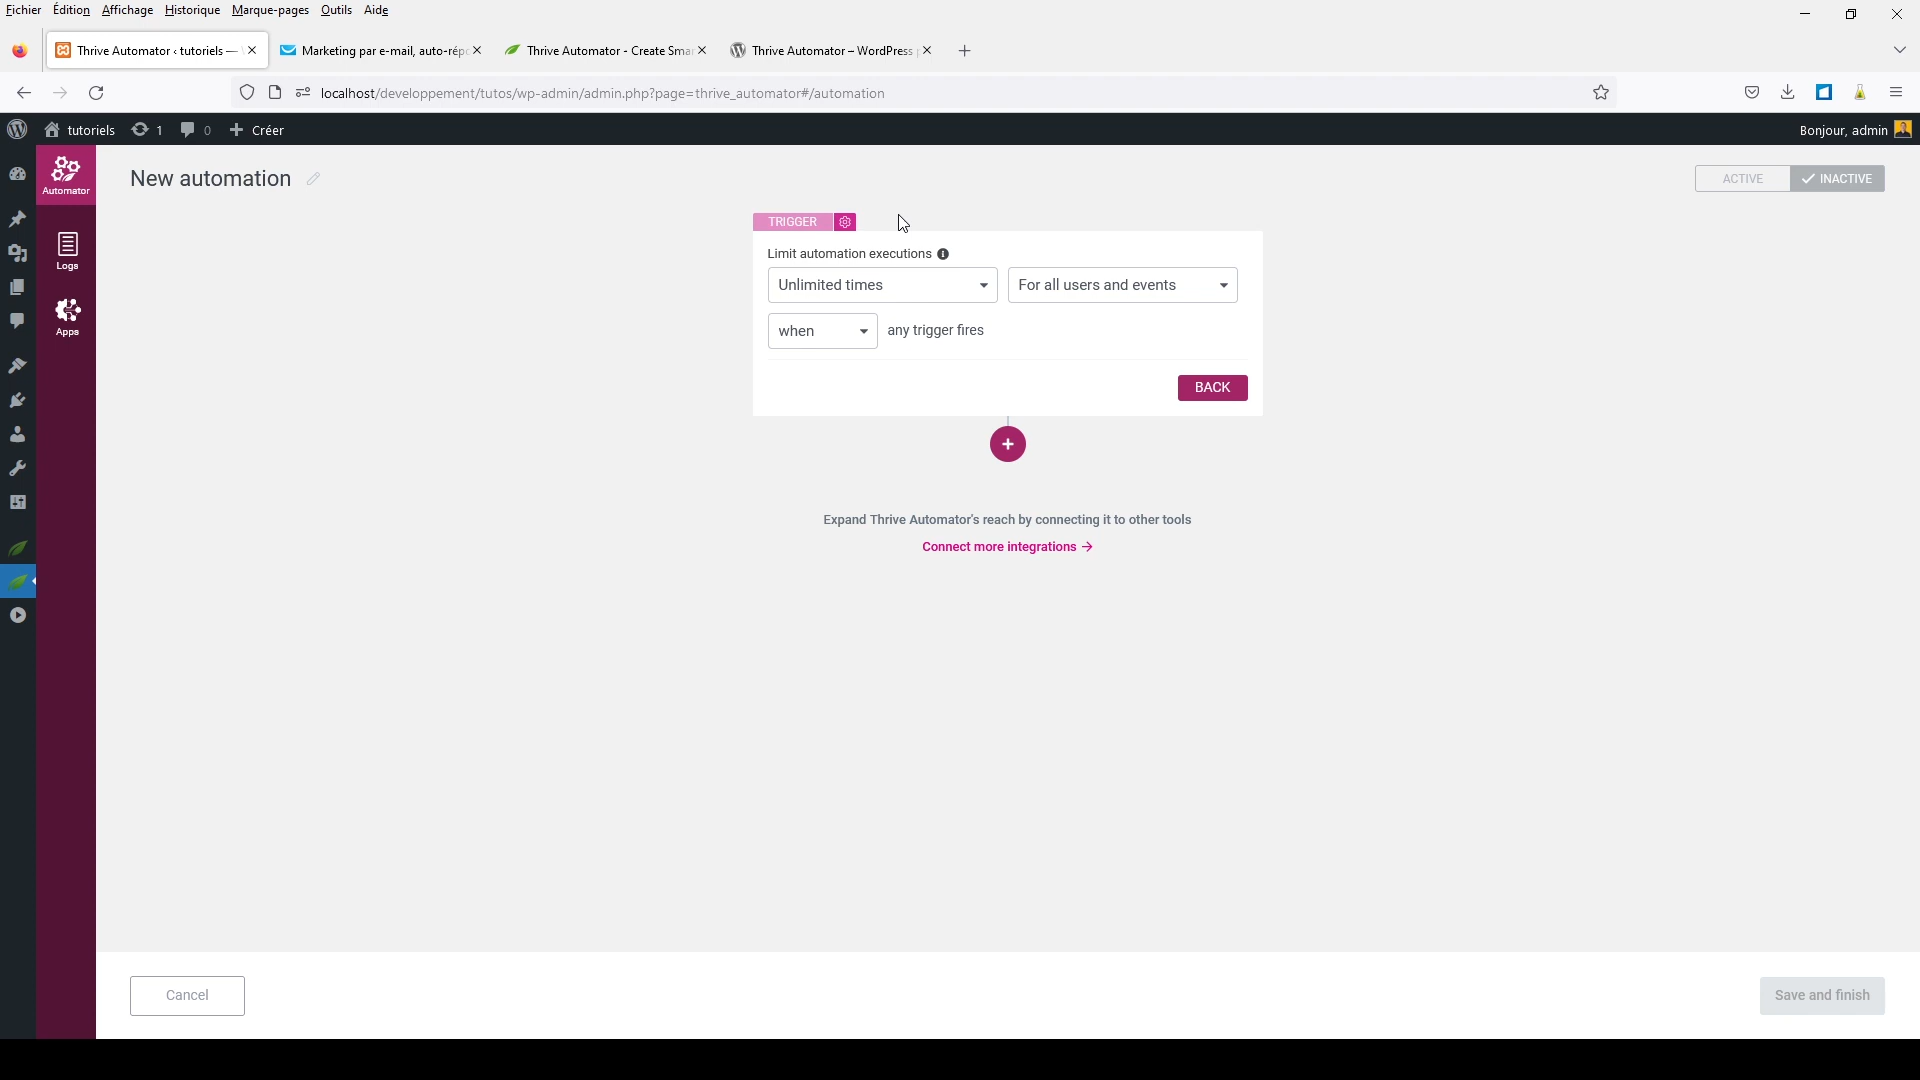 Fichier Édition Affichage Historique Marque-pages Outils Aide
Thrive Automator ‹ tutoriels —
Marketing par e-mail, auto-rép
Thrive Automator - Create Smar
Thrive Automator – WordPress
localhost/developpement/tutos/wp-admin/admin.php?page=thrive_automator#/automation
tutoriels 1 0 Créer
Bonjour, admin
Automator
Logs
Apps
New automation
ACTIVE
INACTIVE
TRIGGER
Limit automation executions
Unlimited times
For all users and events
when
any trigger fires
BACK
Expand Thrive Automator's reach by connecting it to other tools
Connect more integrations →
Cancel
Save and finish